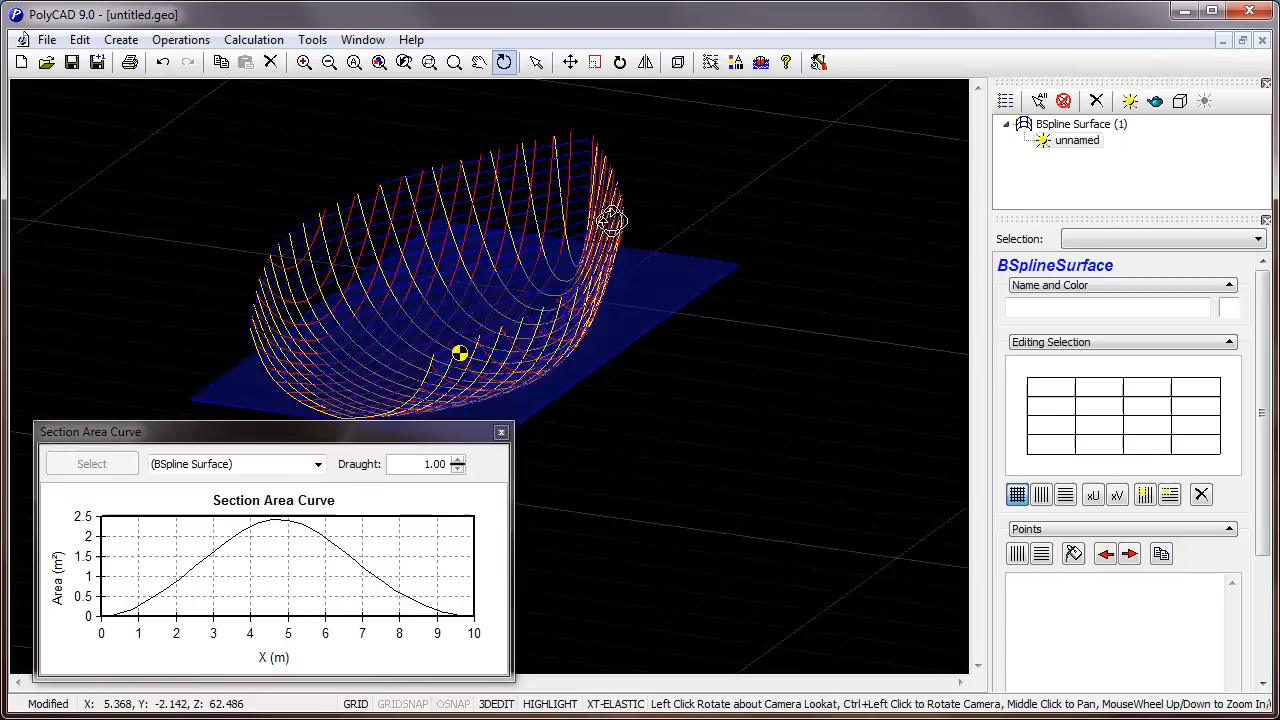 PolyCAD 9.0 - [untitled.geo]
File Edit Create Operations Calculation Tools Window Help
BSpline Surface (1)
unnamed
Selection:
BSplineSurface
Name and Color
Editing Selection
xU xV
Points
Section Area Curve
Select (BSpline Surface) Draught: 1.00
Section Area Curve
2.5
2
1.5
1
0.5
0
Area (m²)
0 1 2 3 4 5 6 7 8 9 10
X (m)
Modified X: 5.368, Y: -2.142, Z: 62.486 GRID GRIDSNAP OSNAP 3DEDIT HIGHLIGHT XT-ELASTIC Left Click Rotate about Camera Lookat, Ctrl+Left Click to Rotate Camera, Middle Click to Pan, MouseWheel Up/Down to Zoom In/